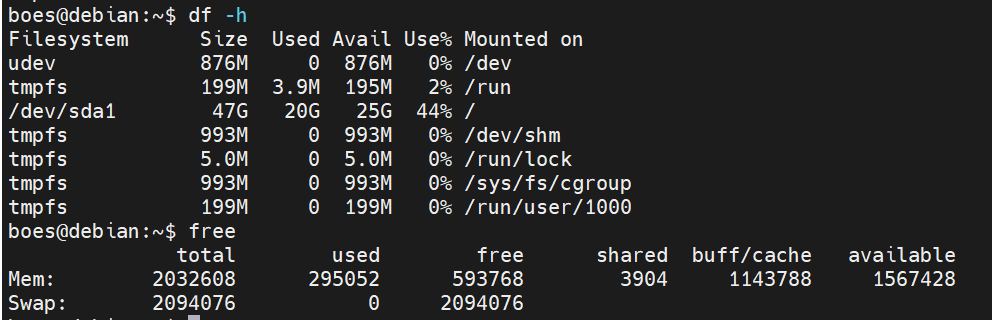 boes@debian:~$ df -h
Filesystem      Size  Used Avail Use% Mounted on
udev            876M     0  876M   0% /dev
tmpfs           199M  3.9M  195M   2% /run
/dev/sda1        47G   20G   25G  44% /
tmpfs           993M     0  993M   0% /dev/shm
tmpfs           5.0M     0  5.0M   0% /run/lock
tmpfs           993M     0  993M   0% /sys/fs/cgroup
tmpfs           199M     0  199M   0% /run/user/1000
boes@debian:~$ free
              total        used        free      shared  buff/cache   available
Mem:        2032608      295052      593768        3904     1143788     1567428
Swap:       2094076           0     2094076